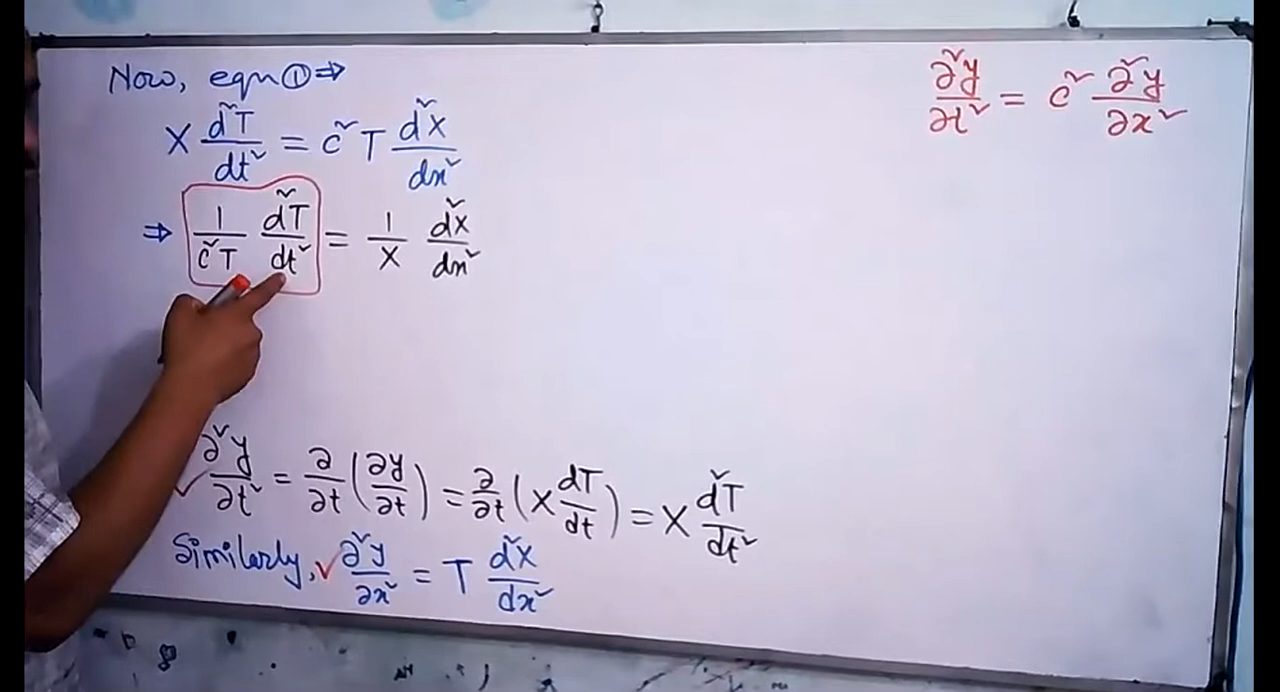 Now, eqn ① ⇒
∂²y/∂t² = c² ∂²y/∂x²
X d²T/dt² = c² T d²X/dx²
⇒ 1/c²T d²T/dt² = 1/X d²X/dx²
∂²y/∂t² = ∂/∂t (∂y/∂t) = ∂/∂t (X dT/dt) = X d²T/dt²
Similarly, ∂²y/∂x² = T d²X/dx²